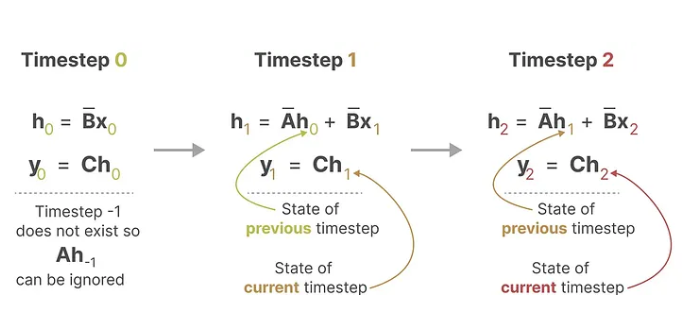 Timestep 0
h₀ = B̅x₀
y₀ = Ch₀
Timestep -1
does not exist so
Ah₋₁
can be ignored
Timestep 1
h₁ = A̅h₀ + B̅x₁
y₁ = Ch₁
State of
previous timestep
State of
current timestep
Timestep 2
h₂ = A̅h₁ + B̅x₂
y₂ = Ch₂
State of
previous timestep
State of
current timestep